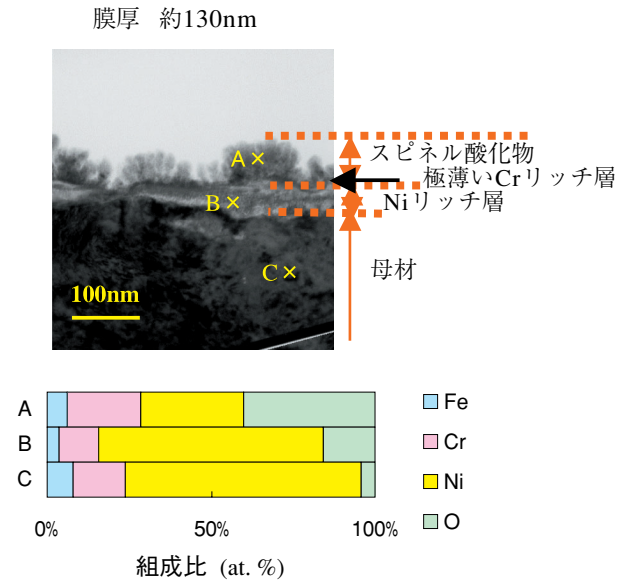 膜厚 約130nm
A×
スピネル酸化物
極薄いCrリッチ層
B×
Niリッチ層
C×
母材
100nm
A
B
C
Fe
Cr
Ni
O
0%
50%
100%
組成比 (at. %)